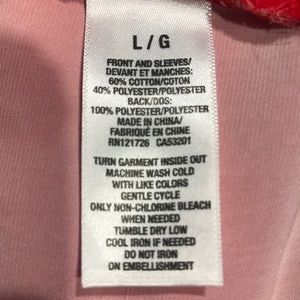 L / G
FRONT AND SLEEVES/
DEVANT ET MANCHES:
60% COTTON/COTON
40% POLYESTER/POLYESTER
BACK/DOS:
100% POLYESTER/POLYESTER
MADE IN CHINA/
FABRIQUÉ EN CHINE
RN121726 CA53201
TURN GARMENT INSIDE OUT
MACHINE WASH COLD
WITH LIKE COLORS
GENTLE CYCLE
ONLY NON-CHLORINE BLEACH
WHEN NEEDED
TUMBLE DRY LOW
COOL IRON IF NEEDED
DO NOT IRON
ON EMBELLISHMENT